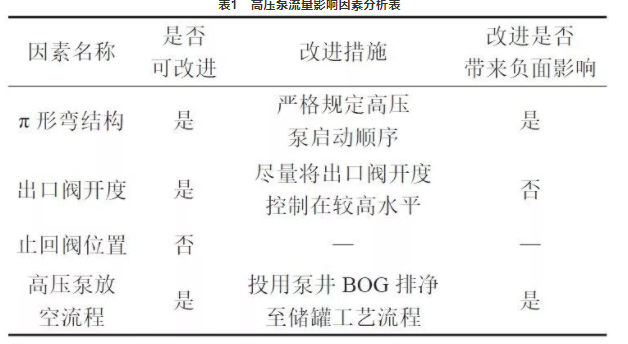 表1 高压泵流量影响因素分析表
因素名称 是否可改进 改进措施 改进是否带来负面影响
π 形弯结构 是 严格规定高压泵启动顺序 是
出口阀开度 是 尽量将出口阀开度控制在较高水平 否
止回阀位置 否 — —
高压泵放空流程 是 投用泵井 BOG 排净至储罐工艺流程 是